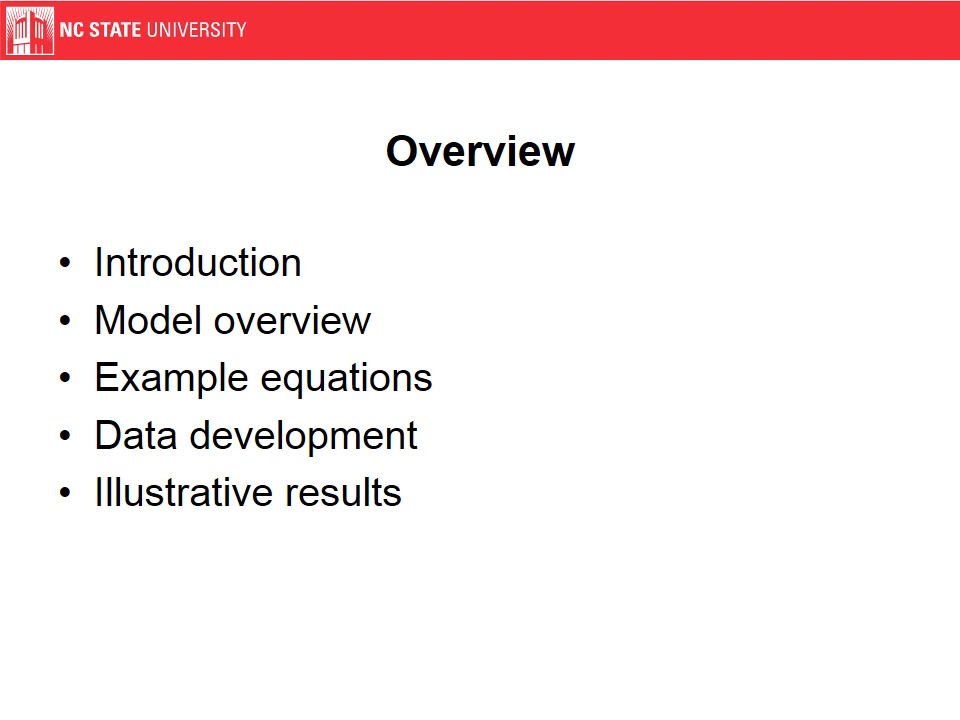 NC STATE UNIVERSITY
Overview
• Introduction
• Model overview
• Example equations
• Data development
• Illustrative results